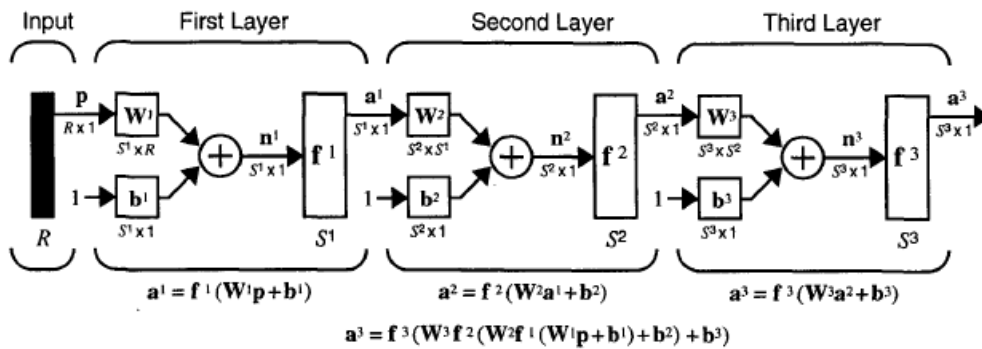 Input First Layer Second Layer Third Layer
p a¹ a² a³
R x 1 W¹ S¹ x 1 W² S² x 1 W³ S³ x 1
S¹ x R n¹ f¹ S² x S¹ n² f² S³ x S² n³ f³
+ S¹ x 1 + S² x 1 + S³ x 1
1 b¹ 1 b² 1 b³
R S¹ x 1 S¹ S² x 1 S² S³ x 1 S³
a¹ = f¹(W¹p+b¹) a² = f²(W²a¹+b²) a³ = f³(W³a²+b³)
a³ = f³(W³f²(W²f¹(W¹p+b¹)+b²)+b³)